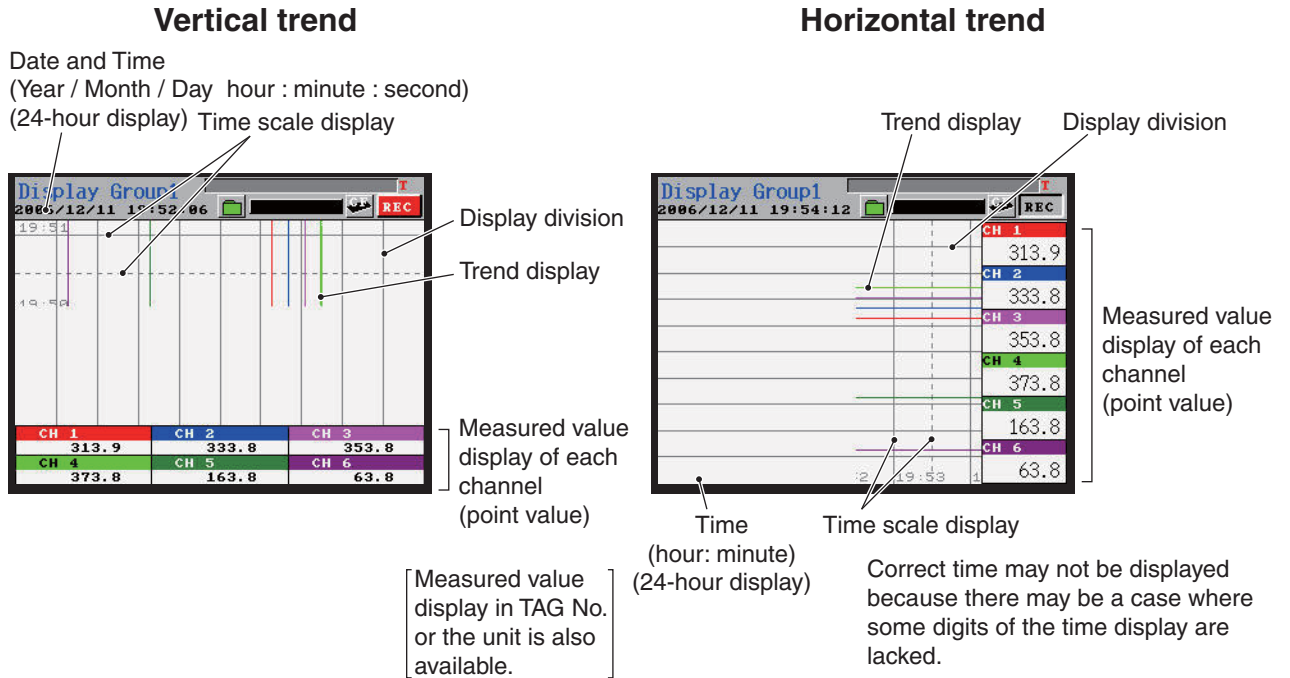 Vertical trend
Date and Time
(Year / Month / Day hour : minute : second)
(24-hour display)
Time scale display
Display Group1
T
2006/12/11 19:52:06
REC
19:51
19:50
Display division
Trend display
CH 1
313.9
CH 2
333.8
CH 3
353.8
CH 4
373.8
CH 5
163.8
CH 6
63.8
Measured value
display of each
channel
(point value)
[Measured value
display in TAG No.
or the unit is also
available.]
Horizontal trend
Trend display
Display division
Display Group1
T
2006/12/11 19:54:12
REC
CH 1
313.9
CH 2
333.8
CH 3
353.8
CH 4
373.8
CH 5
163.8
CH 6
63.8
19:53
Measured value
display of each
channel
(point value)
Time
(hour: minute)
(24-hour display)
Time scale display
Correct time may not be displayed
because there may be a case where
some digits of the time display are
lacked.